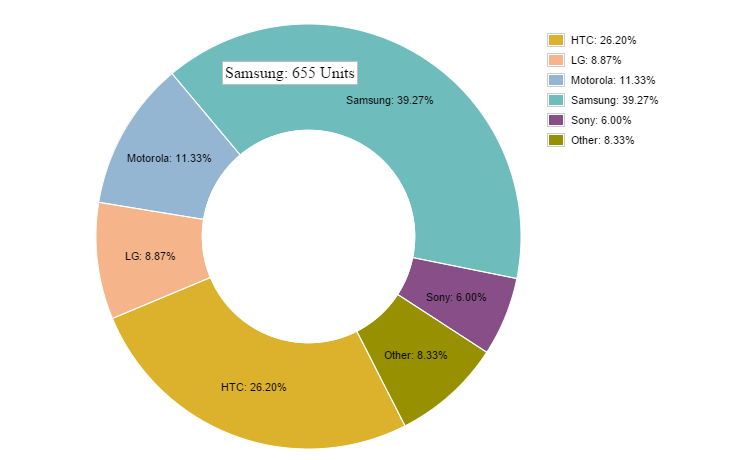 Samsung: 655 Units
Samsung: 39.27%
Motorola: 11.33%
LG: 8.87%
Sony: 6.00%
Other: 8.33%
HTC: 26.20%
HTC: 26.20%
LG: 8.87%
Motorola: 11.33%
Samsung: 39.27%
Sony: 6.00%
Other: 8.33%